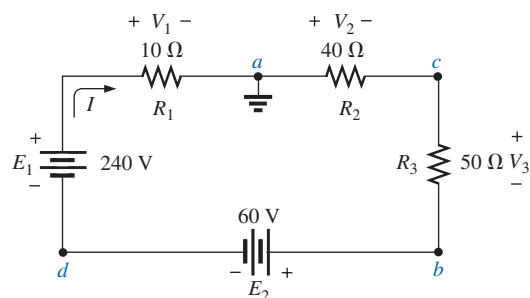 + V1 − + V2 −
10 Ω a 40 Ω c
I R1 R2
+ +
E1 240 V R3 50 Ω V3
− −
60 V
d − + b
E2